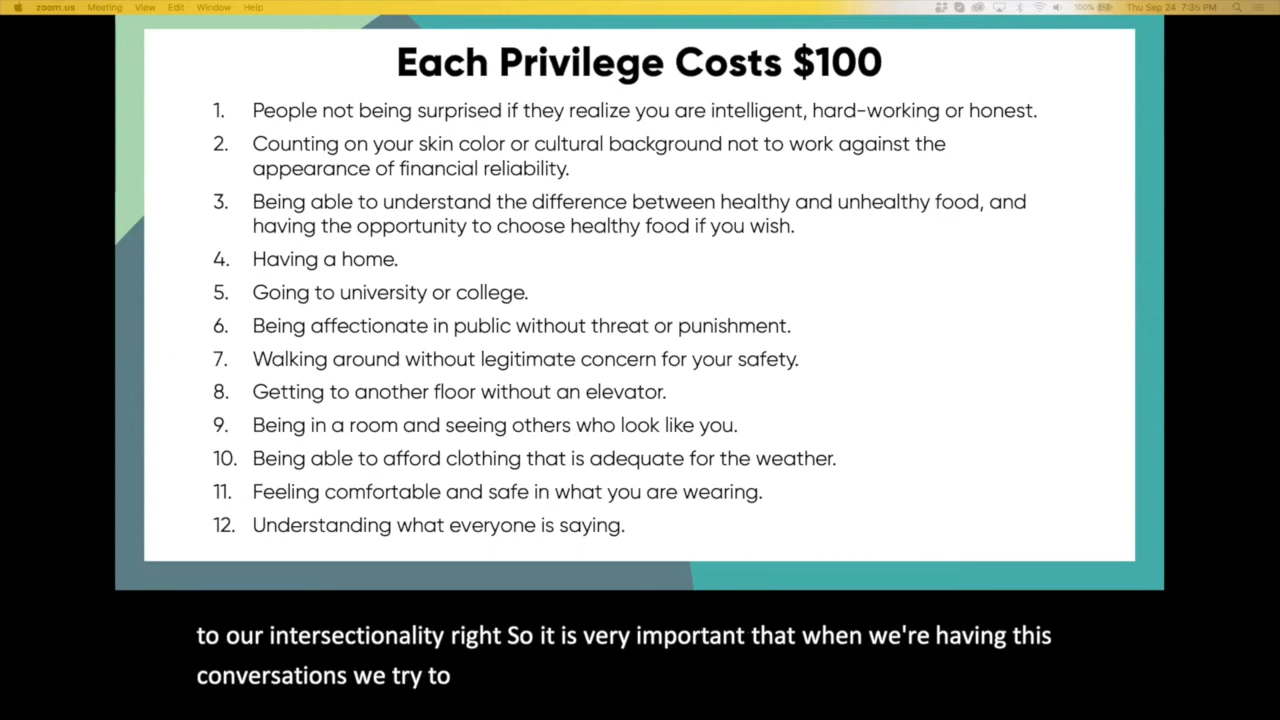 zoom.us Meeting View Edit Window Help 100% Thu Sep 24 7:35 PM
Each Privilege Costs $100
1. People not being surprised if they realize you are intelligent, hard-working or honest.
2. Counting on your skin color or cultural background not to work against the
appearance of financial reliability.
3. Being able to understand the difference between healthy and unhealthy food, and
having the opportunity to choose healthy food if you wish.
4. Having a home.
5. Going to university or college.
6. Being affectionate in public without threat or punishment.
7. Walking around without legitimate concern for your safety.
8. Getting to another floor without an elevator.
9. Being in a room and seeing others who look like you.
10. Being able to afford clothing that is adequate for the weather.
11. Feeling comfortable and safe in what you are wearing.
12. Understanding what everyone is saying.
to our intersectionality right So it is very important that when we're having this
conversations we try to